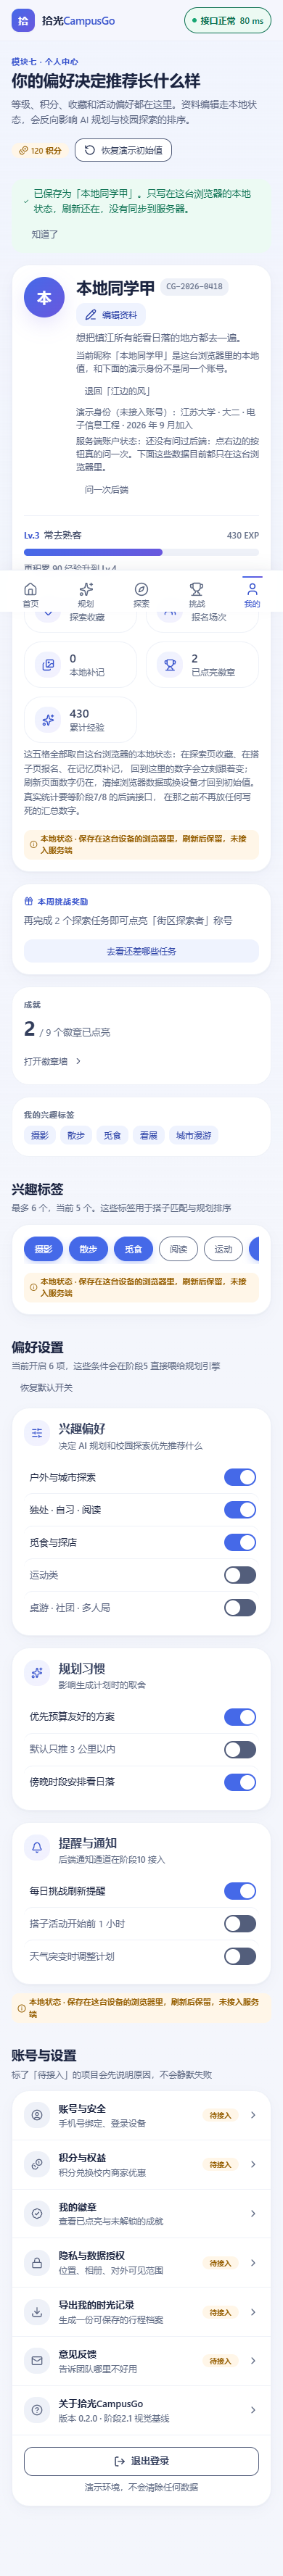 拾 拾光CampusGo 接口正常 80 ms
模块七 · 个人中心
你的偏好决定推荐长什么样
等级、积分、收藏和活动偏好都在这里。资料编辑走本地状
态，会反向影响 AI 规划与校园探索的排序。
120 积分 恢复演示初始值
已保存为「本地同学甲」。只写在这台浏览器的本地
状态，刷新还在，没有同步到服务器。
知道了
本 本地同学甲 CG-2026-0418
编辑资料
想把镇江所有能看日落的地方都去一遍。
当前昵称「本地同学甲」是这台浏览器里的本地
值，和下面的演示身份不是同一个账号。
退回「江边的风」
演示身份（未接入账号）：江苏大学 · 大二 · 电
子信息工程 · 2026 年 9 月加入
服务端账户状态：还没有问过后端：点右边的按
钮真的问一次。下面这些数据目前都只在这台浏
览器里。
问一次后端
Lv.3 常去熟客 430 EXP
再积累 90 经验升到 Lv.4
首页 规划 探索 挑战 我的
探索收藏 报名场次
0 2
本地补记 已点亮徽章
430
累计经验
这五格全部取自这台浏览器的本地状态：在探索页收藏、在搭
子页报名、在记忆页补记，回到这里的数字会立刻跟着变；
刷新页面数字仍在，清掉浏览器数据或换设备才回到初始值。
真实统计要等阶段7/8 的后端接口，在那之前不再放任何写
死的汇总数字。
本地状态 · 保存在这台设备的浏览器里，刷新后保留，未接
入服务端
本周挑战奖励
再完成 2 个探索任务即可点亮「街区探索者」称号
去看还差哪些任务
成就
2 / 9 个徽章已点亮
打开徽章墙
我的兴趣标签
摄影 散步 觅食 看展 城市漫游
兴趣标签
最多 6 个，当前 5 个。这些标签用于搭子匹配与规划排序
摄影 散步 觅食 阅读 运动
本地状态 · 保存在这台设备的浏览器里，刷新后保留，未接
入服务端
偏好设置
当前开启 6 项，这些条件会在阶段5 直接喂给规划引擎
恢复默认开关
兴趣偏好
决定 AI 规划和校园探索优先推荐什么
户外与城市探索
独处 · 自习 · 阅读
觅食与探店
运动类
桌游 · 社团 · 多人局
规划习惯
影响生成计划时的取舍
优先预算友好的方案
默认只推 3 公里以内
傍晚时段安排看日落
提醒与通知
后端通知通道在阶段10 接入
每日挑战刷新提醒
搭子活动开始前 1 小时
天气突变时调整计划
本地状态 · 保存在这台设备的浏览器里，刷新后保留，未接入服务
端
账号与设置
标了「待接入」的项目会先说明原因，不会静默失败
账号与安全 待接入
手机号绑定、登录设备
积分与权益 待接入
积分兑换校内商家优惠
我的徽章
查看已点亮与未解锁的成就
隐私与数据授权 待接入
位置、相册、对外可见范围
导出我的时光记录 待接入
生成一份可保存的行程档案
意见反馈 待接入
告诉团队哪里不好用
关于拾光CampusGo
版本 0.2.0 · 阶段2.1 视觉基线
退出登录
演示环境，不会清除任何数据